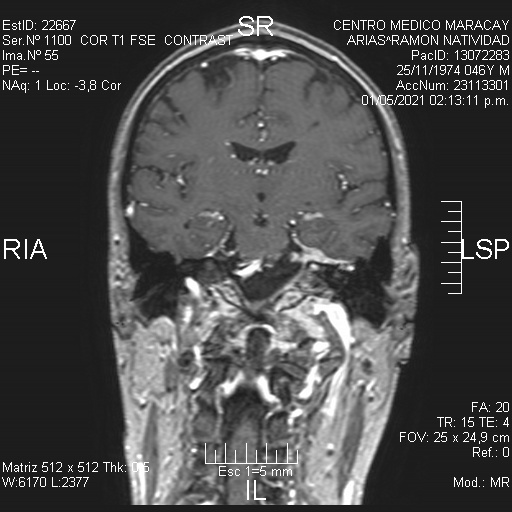 EstID: 22667
Ser.Nº 1100 COR T1 FSE CONTRAST
Ima.Nº 55
PE= --
NAq: 1 Loc: -3,8 Cor
SR
CENTRO MEDICO MARACAY
ARIAS^RAMON NATIVIDAD
PacID: 13072283
25/11/1974 046Y M
AccNum: 23113301
01/05/2021 02:13:11 p.m.
RIA
LSP
FA: 20
TR: 15 TE: 4
FOV: 25 x 24,9 cm
Ref.: 0
Matriz 512 x 512 Thk: 0,5
W:6170 L:2377
Esc 1=5 mm
IL
Mod.: MR